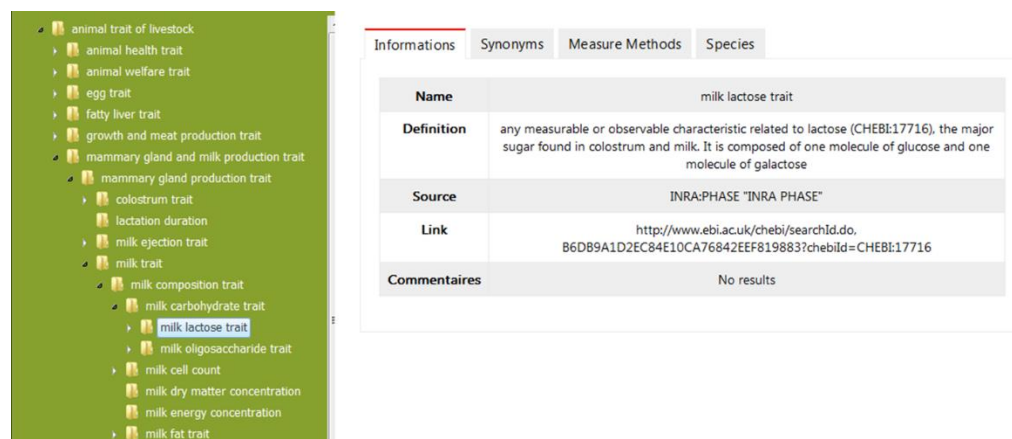 animal trait of livestock
animal health trait
animal welfare trait
egg trait
fatty liver trait
growth and meat production trait
mammary gland and milk production trait
mammary gland production trait
colostrum trait
lactation duration
milk ejection trait
milk trait
milk composition trait
milk carbohydrate trait
milk lactose trait
milk oligosaccharide trait
milk cell count
milk dry matter concentration
milk energy concentration
milk fat trait
Informations Synonyms Measure Methods Species
Name milk lactose trait
Definition any measurable or observable characteristic related to lactose (CHEBI:17716), the major
sugar found in colostrum and milk. It is composed of one molecule of glucose and one
molecule of galactose
Source INRA:PHASE "INRA PHASE"
Link http://www.ebi.ac.uk/chebi/searchId.do,
B6DB9A1D2EC84E10CA76842EEF819883?chebiId=CHEBI:17716
Commentaires No results